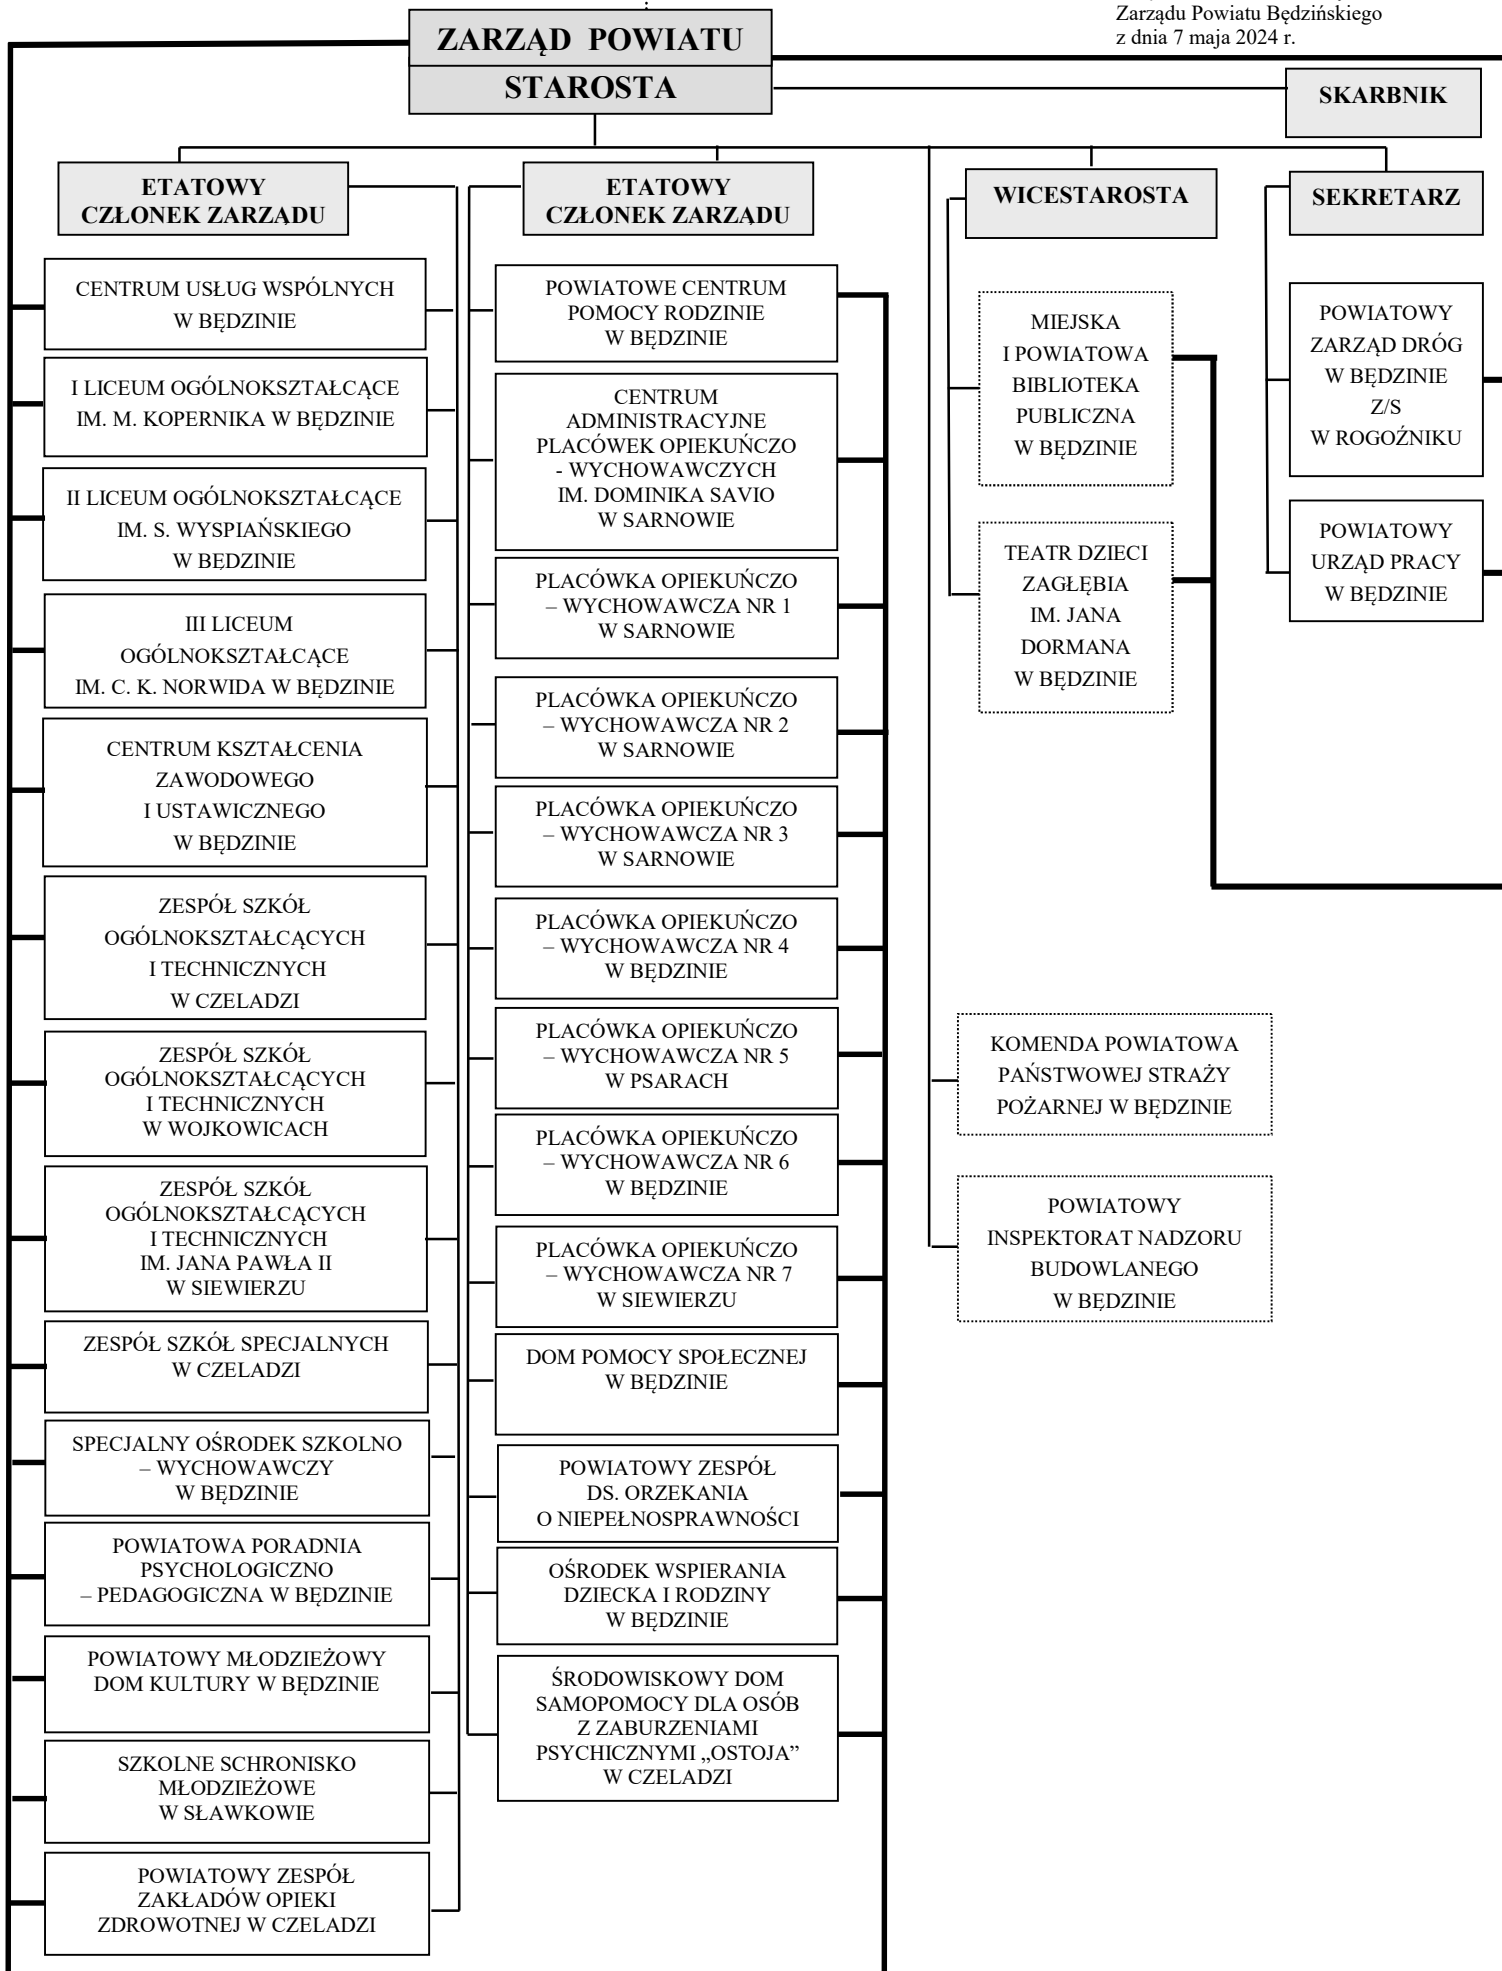 Zarządu Powiatu Będzińskiego
z dnia 7 maja 2024 r.
ZARZĄD POWIATU
STAROSTA
SKARBNIK
ETATOWY
CZŁONEK ZARZĄDU
ETATOWY
CZŁONEK ZARZĄDU
WICESTAROSTA
SEKRETARZ
CENTRUM USŁUG WSPÓLNYCH
W BĘDZINIE
I LICEUM OGÓLNOKSZTAŁCĄCE
IM. M. KOPERNIKA W BĘDZINIE
II LICEUM OGÓLNOKSZTAŁCĄCE
IM. S. WYSPIAŃSKIEGO
W BĘDZINIE
III LICEUM
OGÓLNOKSZTAŁCĄCE
IM. C. K. NORWIDA W BĘDZINIE
CENTRUM KSZTAŁCENIA
ZAWODOWEGO
I USTAWICZNEGO
W BĘDZINIE
ZESPÓŁ SZKÓŁ
OGÓLNOKSZTAŁCĄCYCH
I TECHNICZNYCH
W CZELADZI
ZESPÓŁ SZKÓŁ
OGÓLNOKSZTAŁCĄCYCH
I TECHNICZNYCH
W WOJKOWICACH
ZESPÓŁ SZKÓŁ
OGÓLNOKSZTAŁCĄCYCH
I TECHNICZNYCH
IM. JANA PAWŁA II
W SIEWIERZU
ZESPÓŁ SZKÓŁ SPECJALNYCH
W CZELADZI
SPECJALNY OŚRODEK SZKOLNO
– WYCHOWAWCZY
W BĘDZINIE
POWIATOWA PORADNIA
PSYCHOLOGICZNO
– PEDAGOGICZNA W BĘDZINIE
POWIATOWY MŁODZIEŻOWY
DOM KULTURY W BĘDZINIE
SZKOLNE SCHRONISKO
MŁODZIEŻOWE
W SŁAWKOWIE
POWIATOWY ZESPÓŁ
ZAKŁADÓW OPIEKI
ZDROWOTNEJ W CZELADZI
POWIATOWE CENTRUM
POMOCY RODZINIE
W BĘDZINIE
CENTRUM
ADMINISTRACYJNE
PLACÓWEK OPIEKUŃCZO
- WYCHOWAWCZYCH
IM. DOMINIKA SAVIO
W SARNOWIE
PLACÓWKA OPIEKUŃCZO
– WYCHOWAWCZA NR 1
W SARNOWIE
PLACÓWKA OPIEKUŃCZO
– WYCHOWAWCZA NR 2
W SARNOWIE
PLACÓWKA OPIEKUŃCZO
– WYCHOWAWCZA NR 3
W SARNOWIE
PLACÓWKA OPIEKUŃCZO
– WYCHOWAWCZA NR 4
W BĘDZINIE
PLACÓWKA OPIEKUŃCZO
– WYCHOWAWCZA NR 5
W PSARACH
PLACÓWKA OPIEKUŃCZO
– WYCHOWAWCZA NR 6
W BĘDZINIE
PLACÓWKA OPIEKUŃCZO
– WYCHOWAWCZA NR 7
W SIEWIERZU
DOM POMOCY SPOŁECZNEJ
W BĘDZINIE
POWIATOWY ZESPÓŁ
DS. ORZEKANIA
O NIEPEŁNOSPRAWNOŚCI
OŚRODEK WSPIERANIA
DZIECKA I RODZINY
W BĘDZINIE
ŚRODOWISKOWY DOM
SAMOPOMOCY DLA OSÓB
Z ZABURZENIAMI
PSYCHICZNYMI „OSTOJA”
W CZELADZI
MIEJSKA
I POWIATOWA
BIBLIOTEKA
PUBLICZNA
W BĘDZINIE
TEATR DZIECI
ZAGŁĘBIA
IM. JANA
DORMANA
W BĘDZINIE
KOMENDA POWIATOWA
PAŃSTWOWEJ STRAŻY
POŻARNEJ W BĘDZINIE
POWIATOWY
INSPEKTORAT NADZORU
BUDOWLANEGO
W BĘDZINIE
POWIATOWY
ZARZĄD DRÓG
W BĘDZINIE
Z/S
W ROGOŹNIKU
POWIATOWY
URZĄD PRACY
W BĘDZINIE